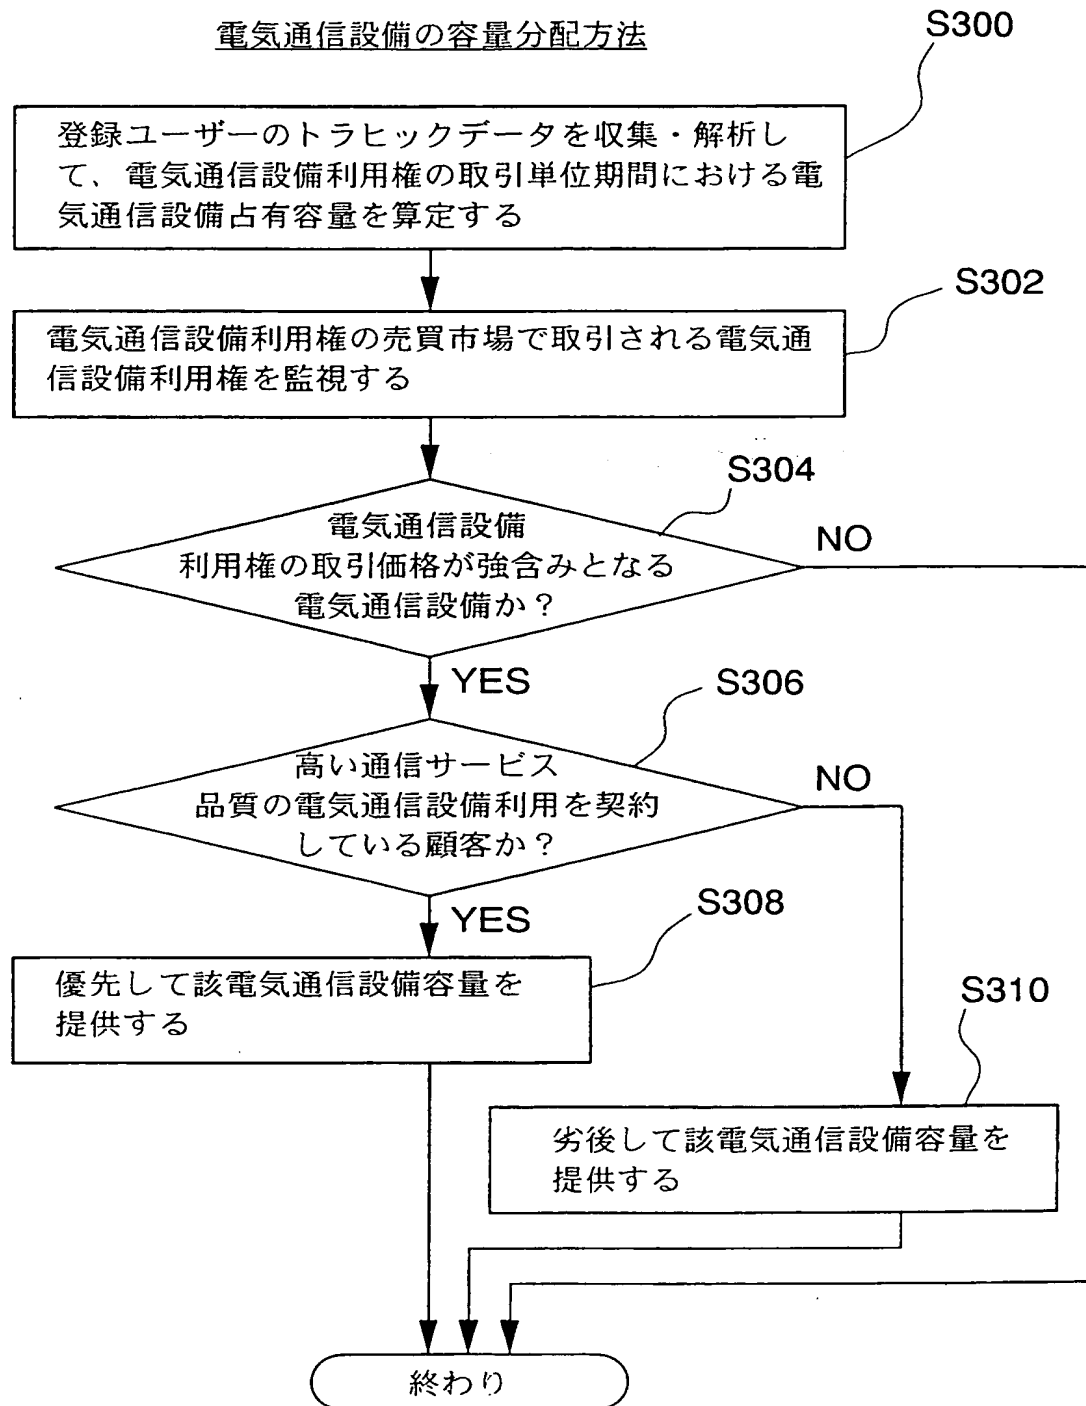 電気通信設備の容量分配方法
S300
登録ユーザーのトラヒックデータを収集・解析し
て、電気通信設備利用権の取引単位期間における電
気通信設備占有容量を算定する
S302
電気通信設備利用権の売買市場で取引される電気通
信設備利用権を監視する
S304
電気通信設備
利用権の取引価格が強含みとなる
電気通信設備か？
NO
YES
S306
高い通信サービス
品質の電気通信設備利用を契約
している顧客か？
NO
YES
S308
優先して該電気通信設備容量を
提供する
S310
劣後して該電気通信設備容量を
提供する
終わり